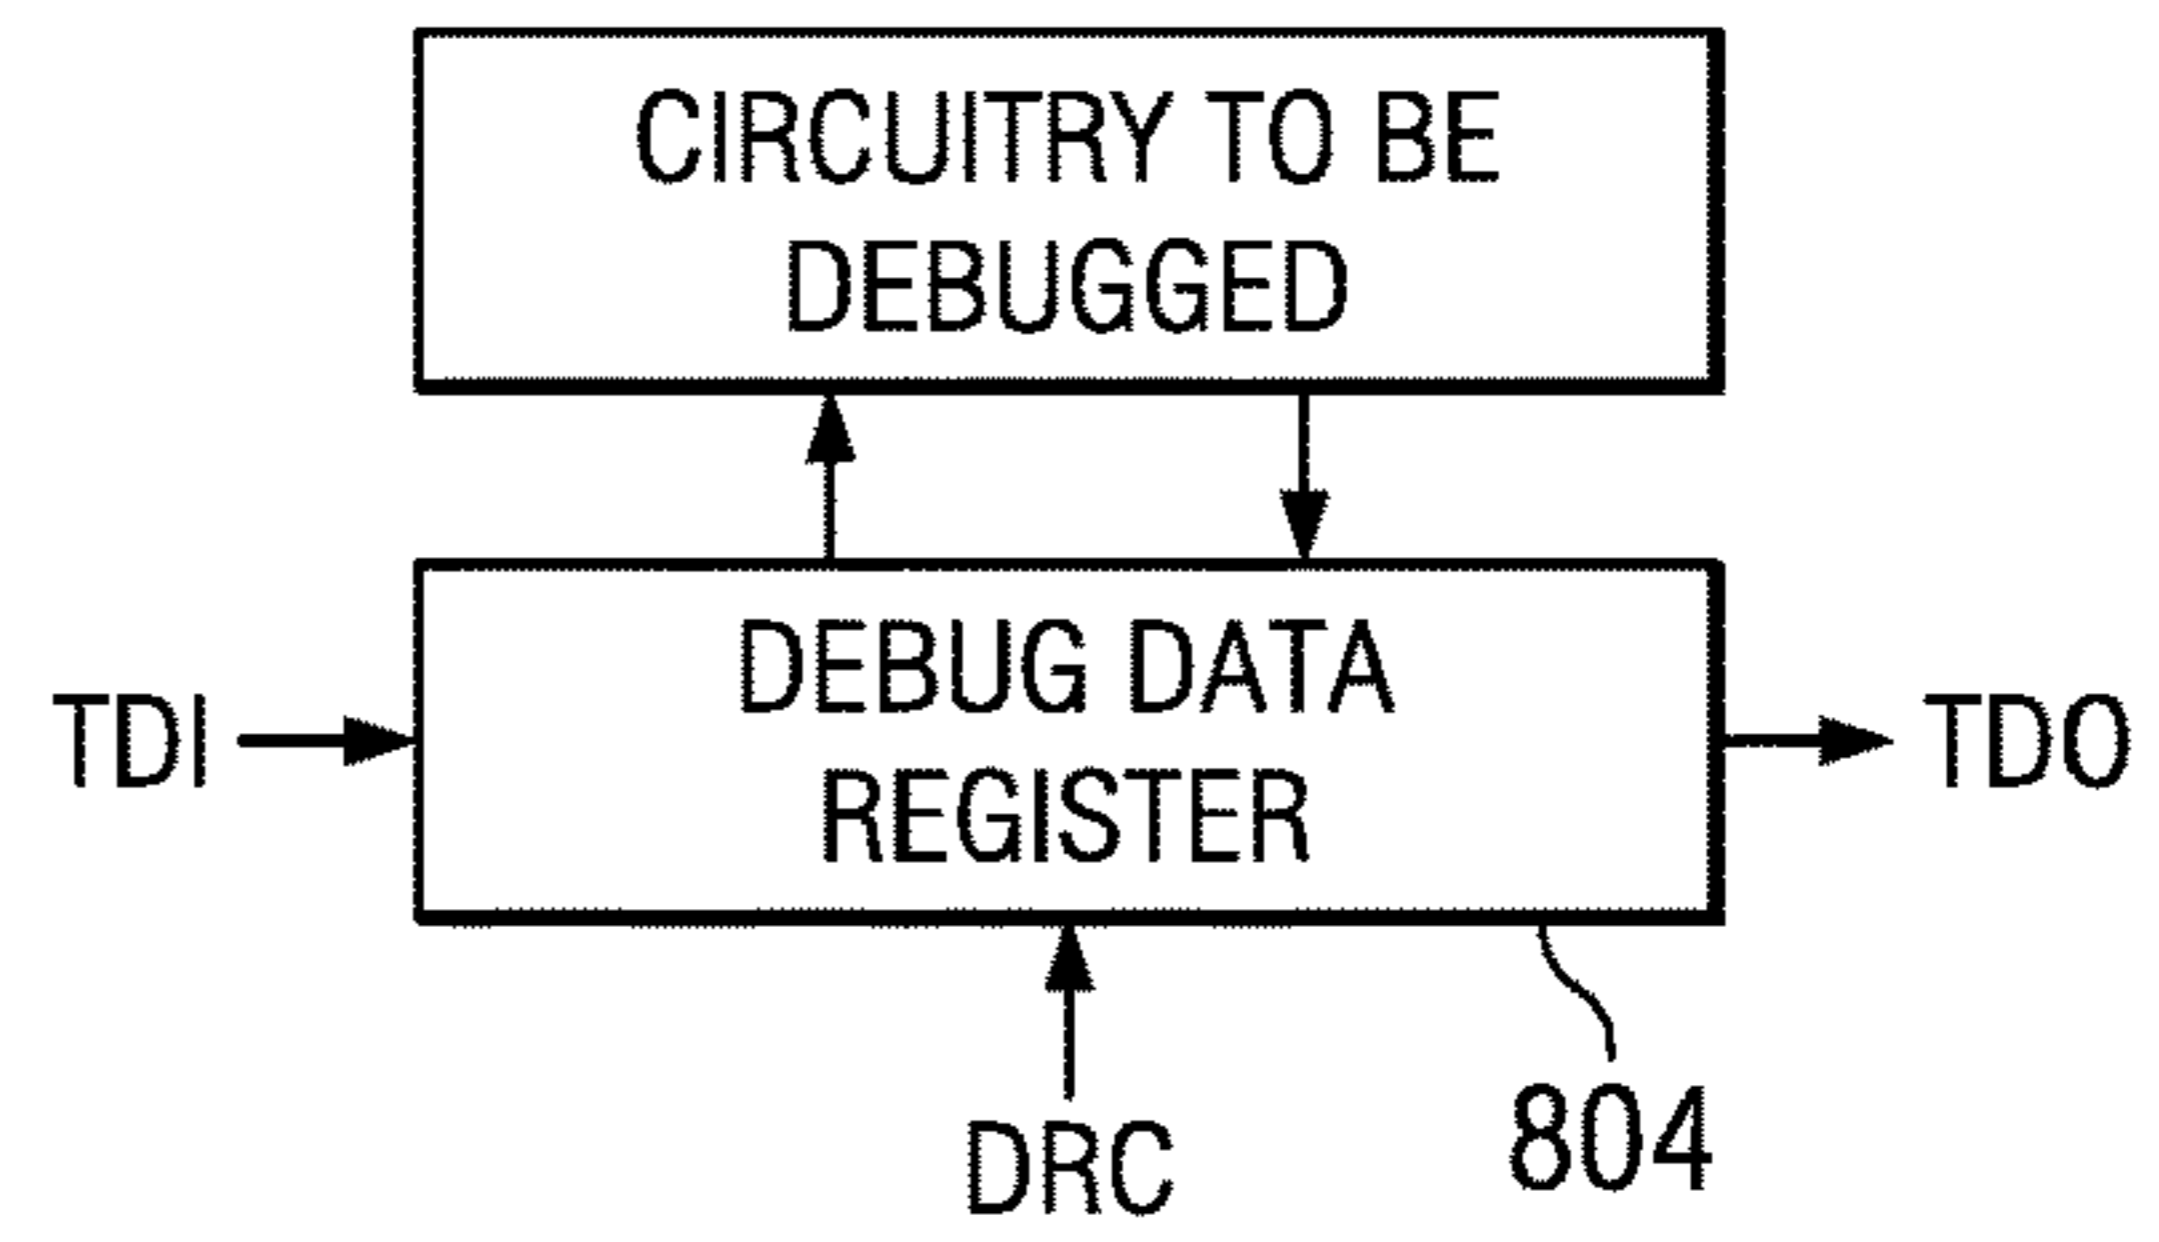 CIRCUITRY TO BE
DEBUGGED
DEBUG DATA
REGISTER
TDI
TDO
DRC
804